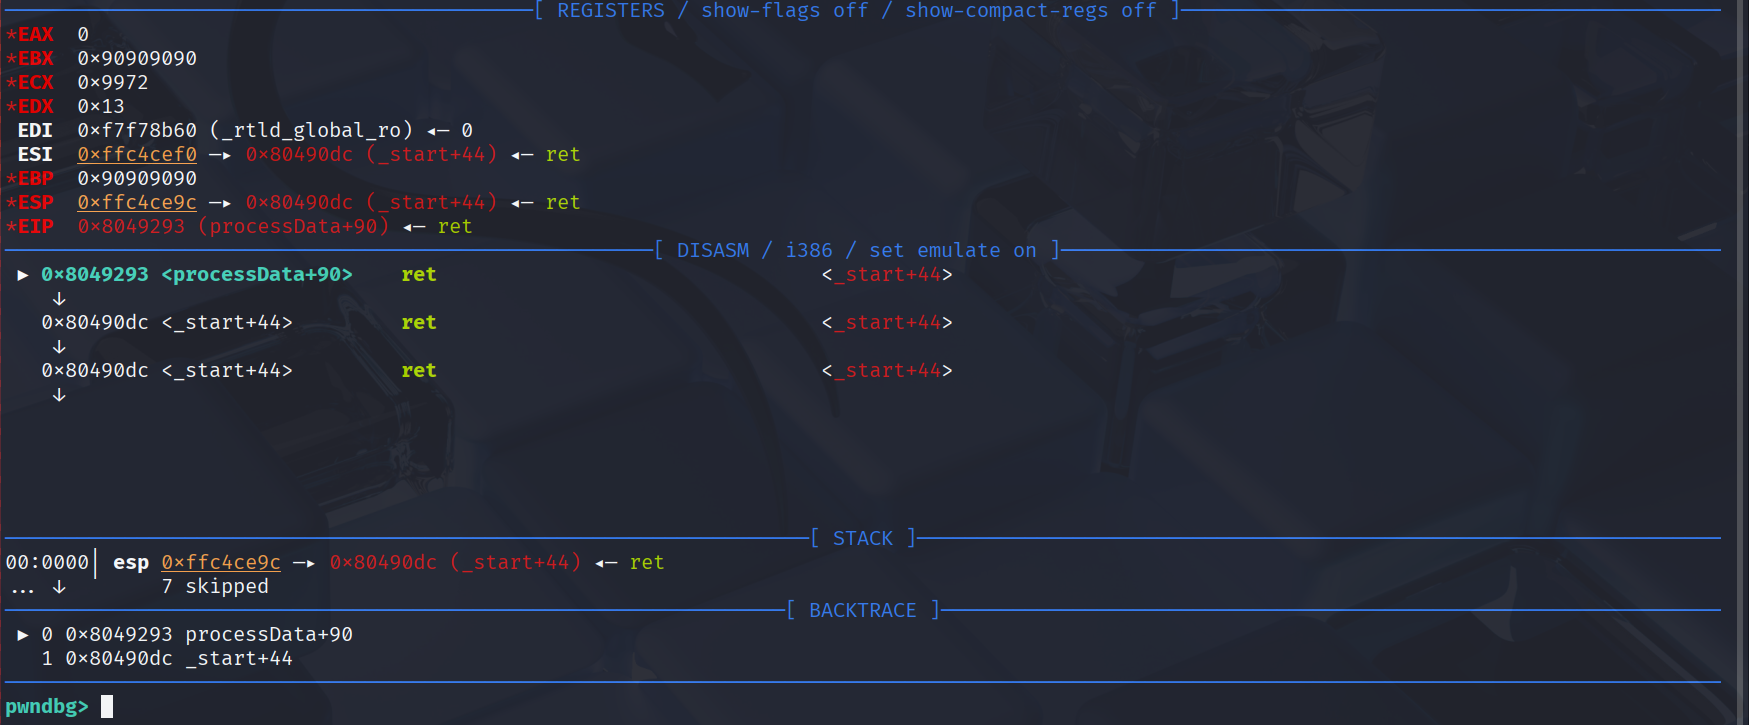 [ REGISTERS / show-flags off / show-compact-regs off ]
*EAX  0
*EBX  0×90909090
*ECX  0×9972
*EDX  0×13
 EDI  0×f7f78b60 (_rtld_global_ro) ◂— 0
 ESI  0×ffc4cef0 —▸ 0×80490dc (_start+44) ◂— ret
*EBP  0×90909090
*ESP  0×ffc4ce9c —▸ 0×80490dc (_start+44) ◂— ret
*EIP  0×8049293 (processData+90) ◂— ret
[ DISASM / i386 / set emulate on ]
 ► 0×8049293 <processData+90>    ret                                <_start+44>
    ↓
   0×80490dc <_start+44>         ret                                <_start+44>
    ↓
   0×80490dc <_start+44>         ret                                <_start+44>
    ↓
[ STACK ]
00:0000│ esp 0×ffc4ce9c —▸ 0×80490dc (_start+44) ◂— ret
... ↓        7 skipped
[ BACKTRACE ]
 ► 0 0×8049293 processData+90
   1 0×80490dc _start+44
pwndbg>